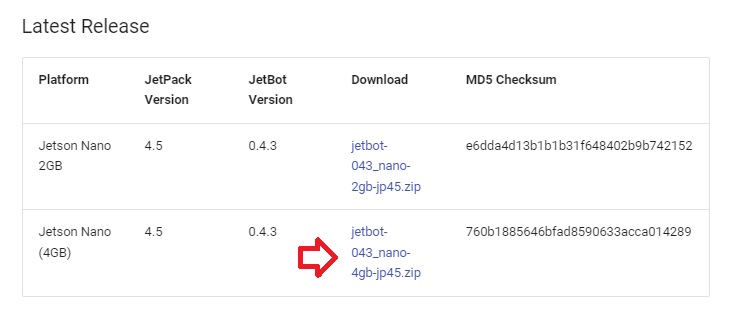 Latest Release
Platform JetPack Version JetBot Version Download MD5 Checksum
Jetson Nano 2GB 4.5 0.4.3 jetbot-043_nano-2gb-jp45.zip e6dda4d13b1b1b31f648402b9b742152
Jetson Nano (4GB) 4.5 0.4.3 jetbot-043_nano-4gb-jp45.zip 760b1885646bfad8590633acca014289